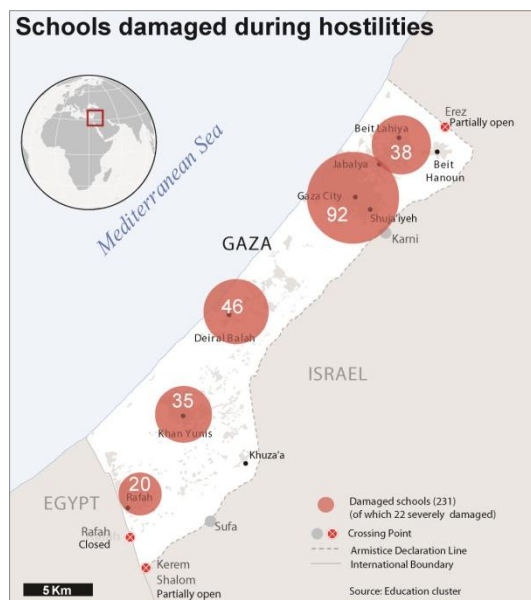 Schools damaged during hostilities
Mediterranean Sea
Erez
Partially open
Beit Lahiya
38
Jabalya
Beit
Hanoun
Gaza City
92
Shuja'iyeh
Karni
GAZA
46
Deiral Balah
ISRAEL
35
Khan Yunis
Khuza'a
20
Rafah
EGYPT
Rafah
Closed
Sufa
Kerem
Shalom
Partially open
5 Km
Damaged schools (231)
(of which 22 severely damaged)
Crossing Point
Armistice Declaration Line
International Boundary
Source: Education cluster